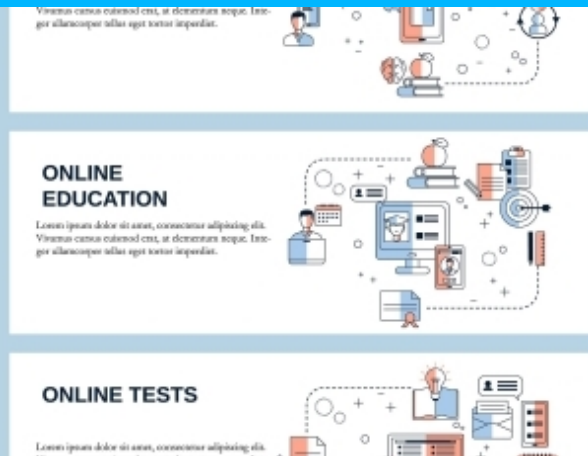 Vivamus cursus euismod erat, at elementum neque. Inte-
ger ullamcorper tellus eget tortor imperdiet.
ONLINE
EDUCATION
Lorem ipsum dolor sit amet, consectetur adipiscing elit.
Vivamus cursus euismod erat, at elementum neque. Inte-
ger ullamcorper tellus eget tortor imperdiet.
ONLINE TESTS
Lorem ipsum dolor sit amet, consectetur adipiscing elit.